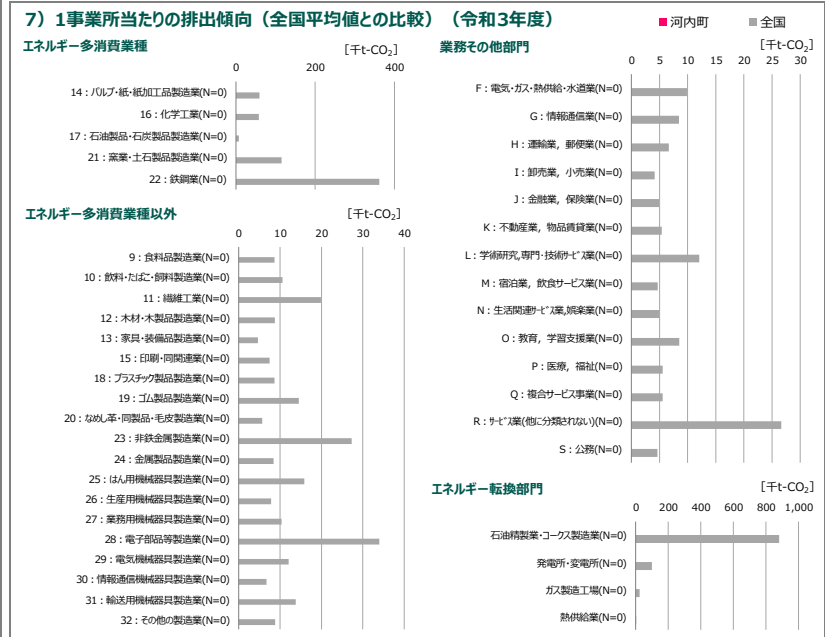 7）1事業所当たりの排出傾向（全国平均値との比較）（令和3年度）
■河内町 ■全国
エネルギー多消費業種
[千t-CO₂]
0 200 400
14：パルプ・紙・紙加工品製造業(N=0)
16：化学工業(N=0)
17：石油製品・石炭製品製造業(N=0)
21：窯業・土石製品製造業(N=0)
22：鉄鋼業(N=0)
エネルギー多消費業種以外
[千t-CO₂]
0 10 20 30 40
9：食料品製造業(N=0)
10：飲料・たばこ・飼料製造業(N=0)
11：繊維工業(N=0)
12：木材・木製品製造業(N=0)
13：家具・装備品製造業(N=0)
15：印刷・同関連業(N=0)
18：プラスチック製品製造業(N=0)
19：ゴム製品製造業(N=0)
20：なめし革・同製品・毛皮製造業(N=0)
23：非鉄金属製造業(N=0)
24：金属製品製造業(N=0)
25：はん用機械器具製造業(N=0)
26：生産用機械器具製造業(N=0)
27：業務用機械器具製造業(N=0)
28：電子部品等製造業(N=0)
29：電気機械器具製造業(N=0)
30：情報通信機械器具製造業(N=0)
31：輸送用機械器具製造業(N=0)
32：その他の製造業(N=0)
業務その他部門
[千t-CO₂]
0 5 10 15 20 25 30
F：電気・ガス・熱供給・水道業(N=0)
G：情報通信業(N=0)
H：運輸業，郵便業(N=0)
I：卸売業，小売業(N=0)
J：金融業，保険業(N=0)
K：不動産業，物品賃貸業(N=0)
L：学術研究,専門・技術ｻｰﾋﾞｽ業(N=0)
M：宿泊業，飲食サービス業(N=0)
N：生活関連ｻｰﾋﾞｽ業,娯楽業(N=0)
O：教育，学習支援業(N=0)
P：医療，福祉(N=0)
Q：複合サービス事業(N=0)
R：ｻｰﾋﾞｽ業(他に分類されない)(N=0)
S：公務(N=0)
エネルギー転換部門
[千t-CO₂]
0 200 400 600 800 1,000
石油精製業・コークス製造業(N=0)
発電所・変電所(N=0)
ガス製造工場(N=0)
熱供給業(N=0)